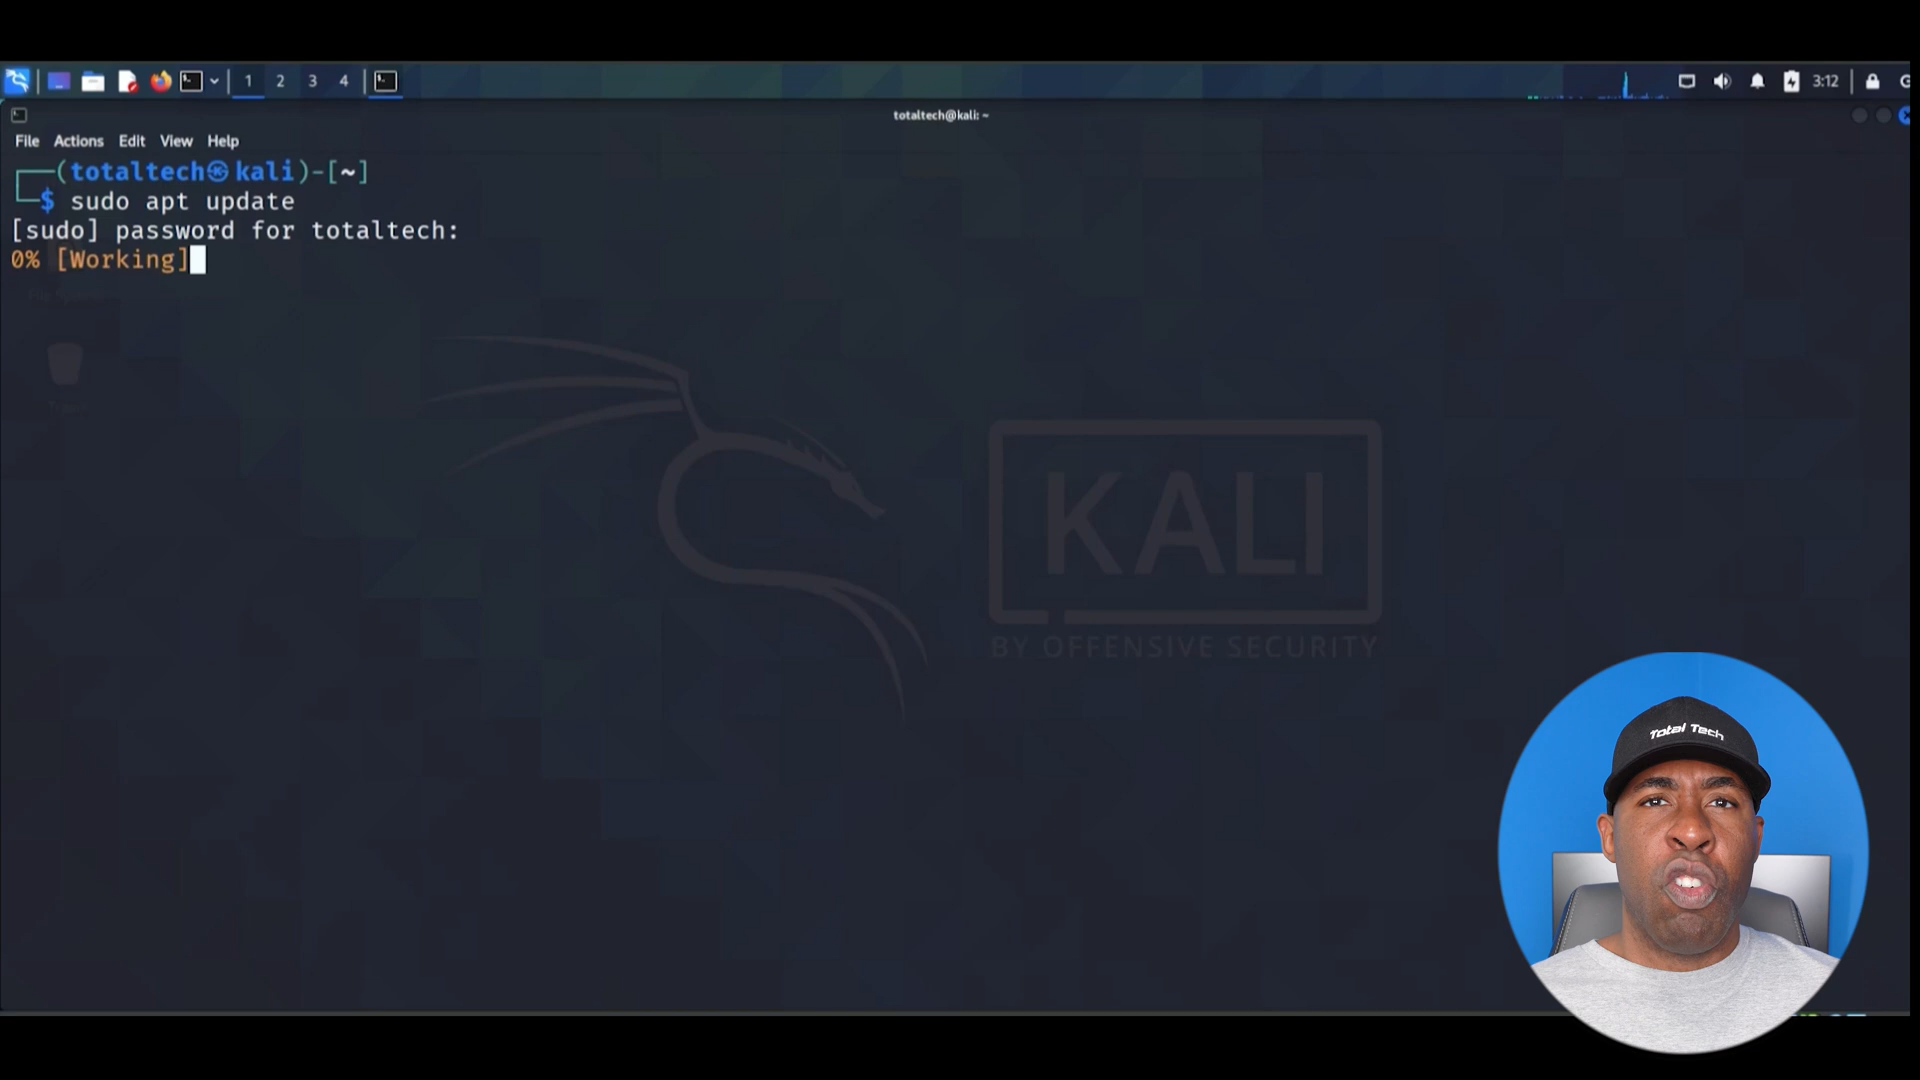 1 2 3 4
3:12
totaltech@kali: ~
File Actions Edit View Help
(totaltech㉿kali)-[~]
$ sudo apt update
[sudo] password for totaltech:
0% [Working]
KALI
BY OFFENSIVE SECURITY
Total Tech